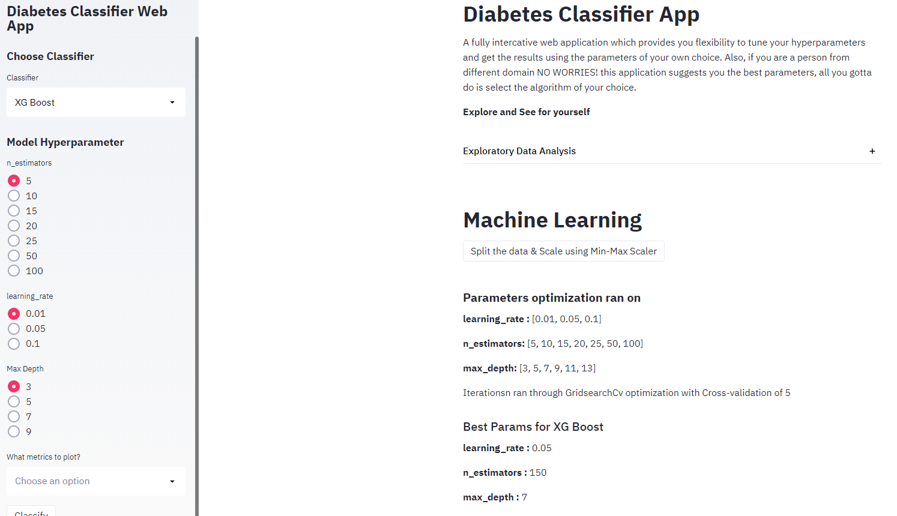 Diabetes Classifier Web
App
Choose Classifier
Classifier
XG Boost
Model Hyperparameter
n_estimators
5
10
15
20
25
50
100
learning_rate
0.01
0.05
0.1
Max Depth
3
5
7
9
What metrics to plot?
Choose an option
Classify
Diabetes Classifier App
A fully intercative web application which provides you flexibility to tune your hyperparameters
and get the results using the parameters of your own choice. Also, if you are a person from
different domain NO WORRIES! this application suggests you the best parameters, all you gotta
do is select the algorithm of your choice.
Explore and See for yourself
Exploratory Data Analysis +
Machine Learning
Split the data & Scale using Min-Max Scaler
Parameters optimization ran on
learning_rate : [0.01, 0.05, 0.1]
n_estimators: [5, 10, 15, 20, 25, 50, 100]
max_depth: [3, 5, 7, 9, 11, 13]
Iterationsn ran through GridsearchCv optimization with Cross-validation of 5
Best Params for XG Boost
learning_rate : 0.05
n_estimators : 150
max_depth : 7